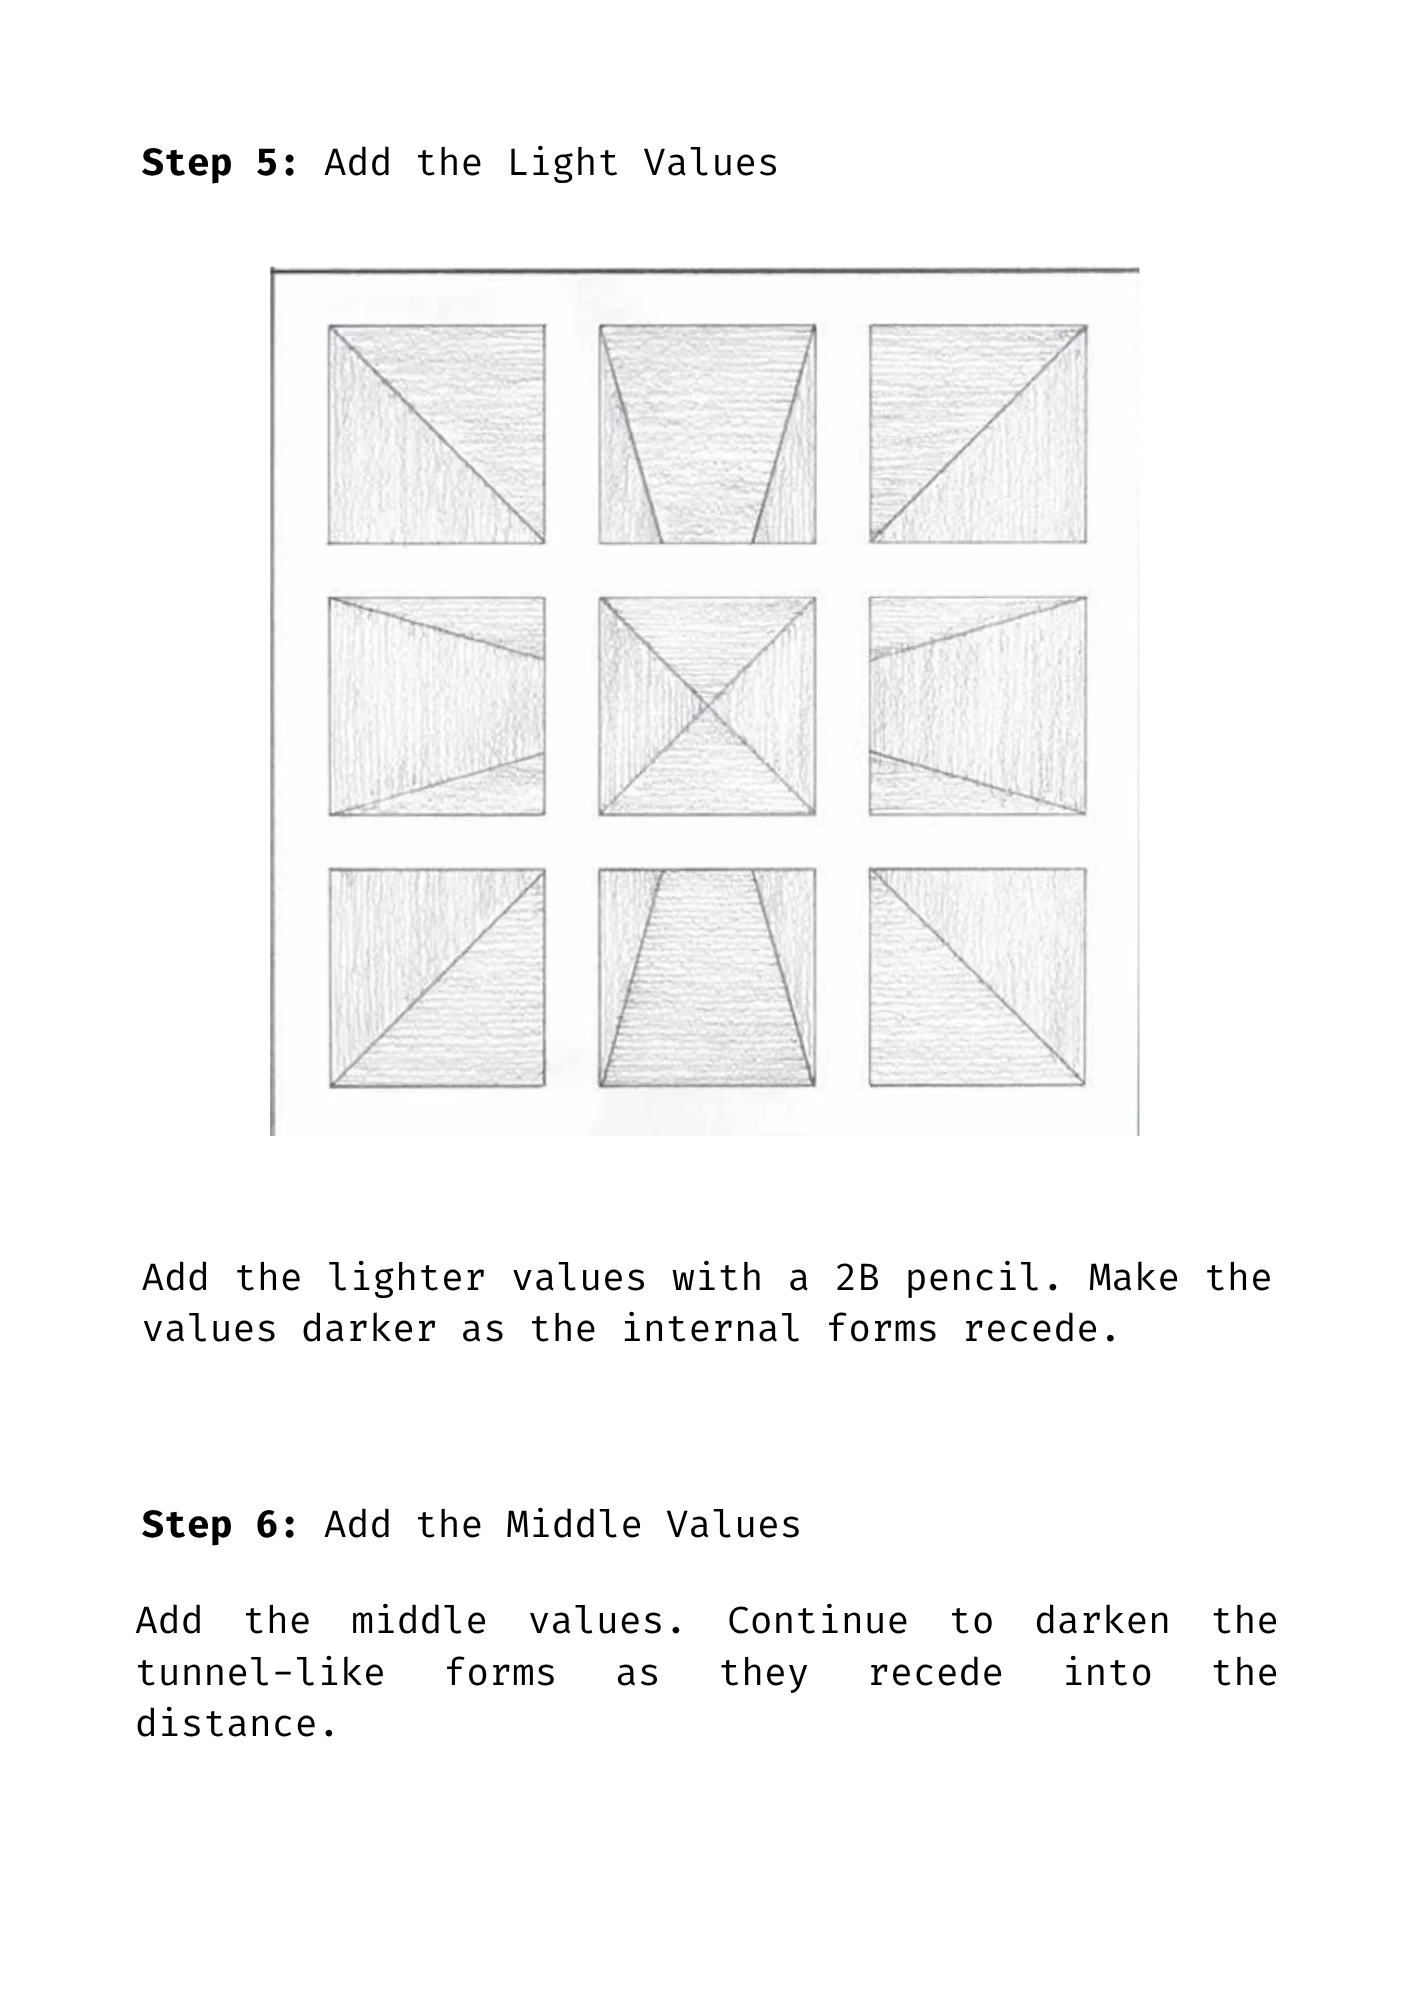 Step 5: Add the Light Values
Add the lighter values with a 2B pencil. Make the
values darker as the internal forms recede.
Step 6: Add the Middle Values
Add the middle values. Continue to darken the
tunnel-like forms as they recede into the
distance.